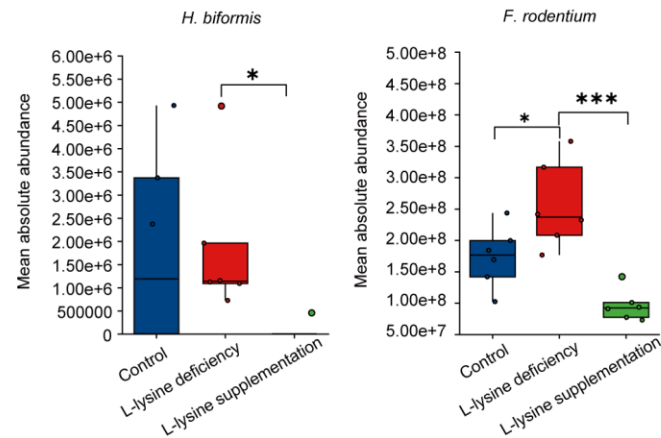 H. biformis
Mean absolute abundance
6.00e+6
5.50e+6
5.00e+6
4.50e+6
4.00e+6
3.50e+6
3.00e+6
2.50e+6
2.00e+6
1.50e+6
1.00e+6
500000
0
*
Control
L-lysine deficiency
L-lysine supplementation
F. rodentium
Mean absolute abundance
5.00e+8
4.50e+8
4.00e+8
3.50e+8
3.00e+8
2.50e+8
2.00e+8
1.50e+8
1.00e+8
5.00e+7
*
***
Control
L-lysine deficiency
L-lysine supplementation